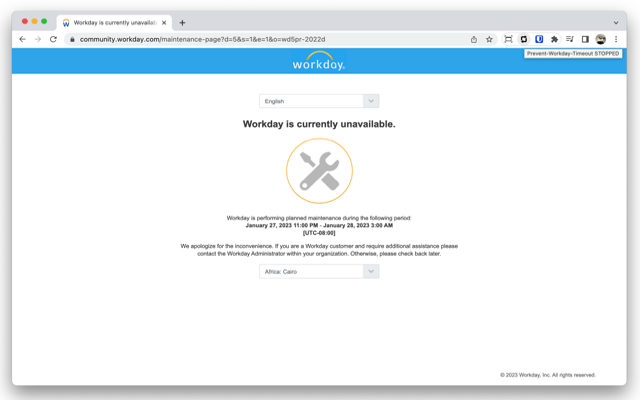 Workday is currently unavailabl
community.workday.com/maintenance-page?d=5&s=1&e=1&o=wd5pr-2022d
Prevent-Workday-Timeout STOPPED
workday.
English
Workday is currently unavailable.
Workday is performing planned maintenance during the following period:
January 27, 2023 11:00 PM - January 28, 2023 3:00 AM
[UTC-08:00]
We apologize for the inconvenience. If you are a Workday customer and require additional assistance please
contact the Workday Administrator within your organization. Otherwise, please check back later.
Africa: Cairo
© 2023 Workday, Inc. All rights reserved.